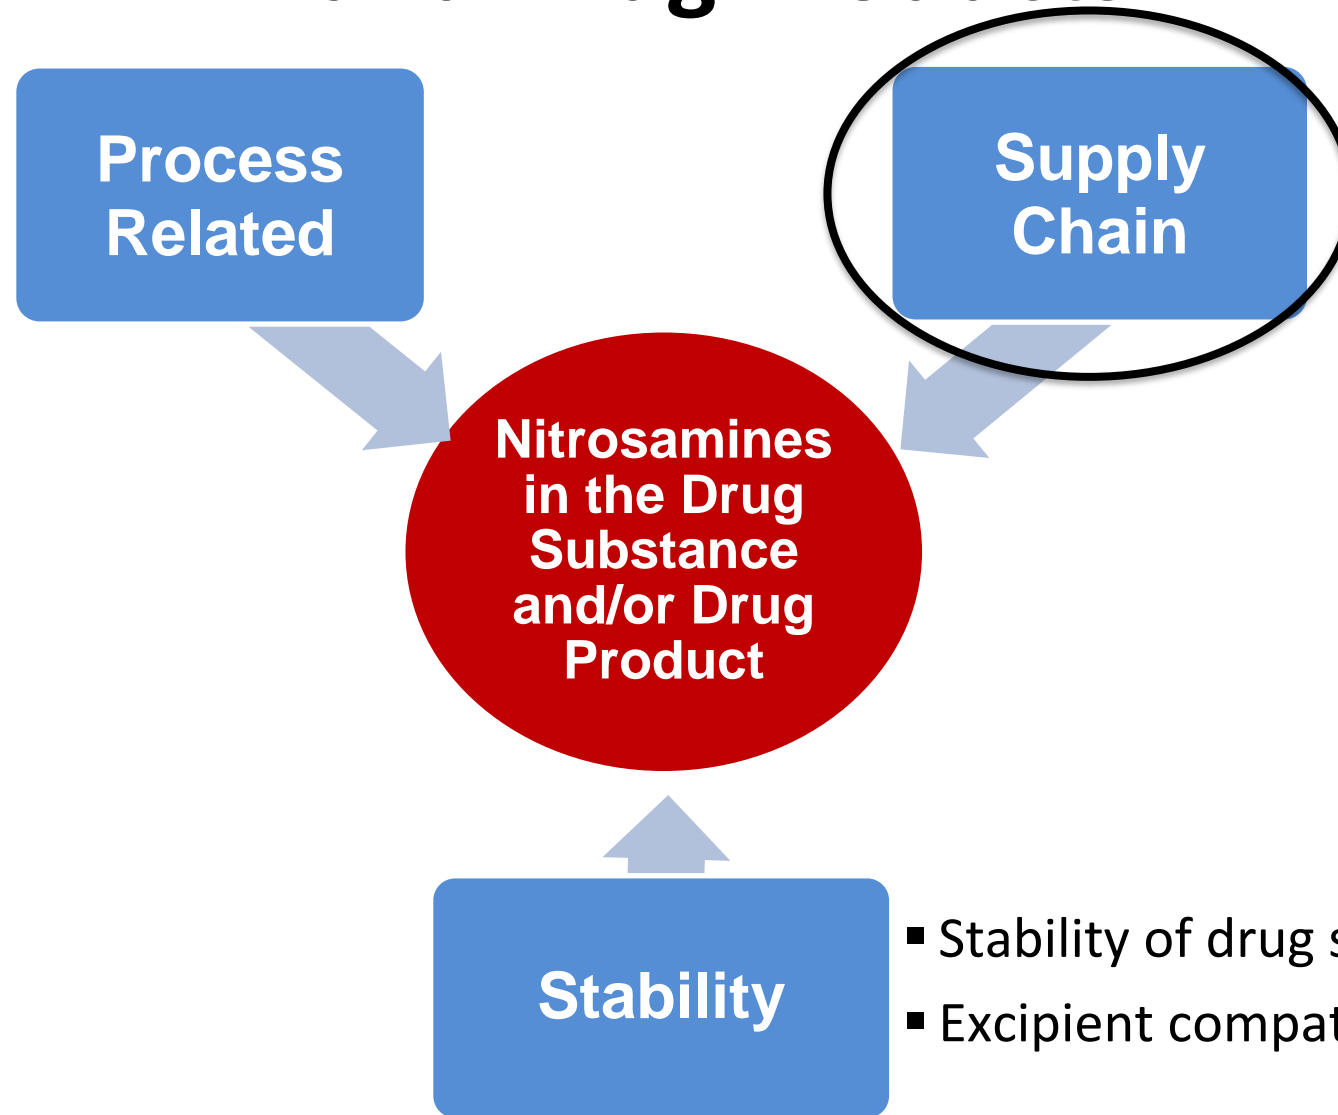 Process
Related
Supply
Chain
Nitrosamines
in the Drug
Substance
and/or Drug
Product
Stability
▪ Stability of drug
▪ Excipient